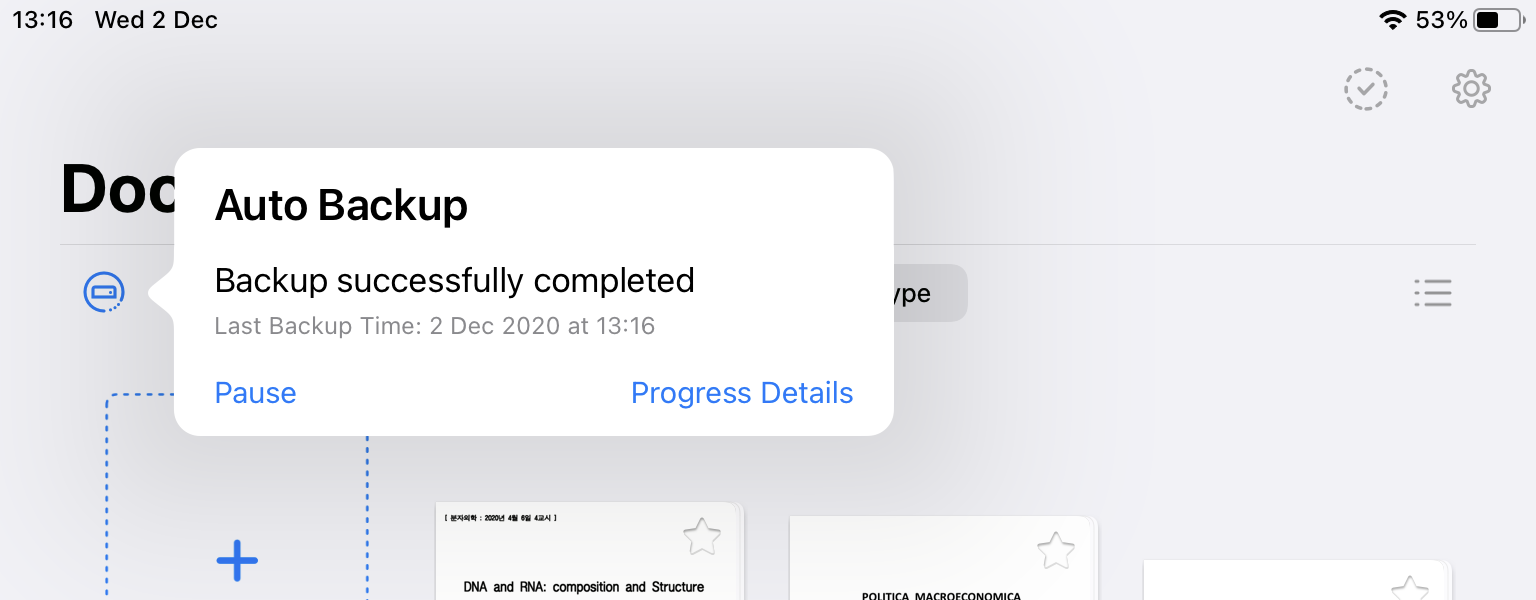 13:16 Wed 2 Dec 53%
Auto Backup
Backup successfully completed
Last Backup Time: 2 Dec 2020 at 13:16
Pause Progress Details
[ 분자의학 : 2020년 4월 6일 4교시 ]
DNA and RNA: composition and Structure
POLITICA MACROECONOMICA